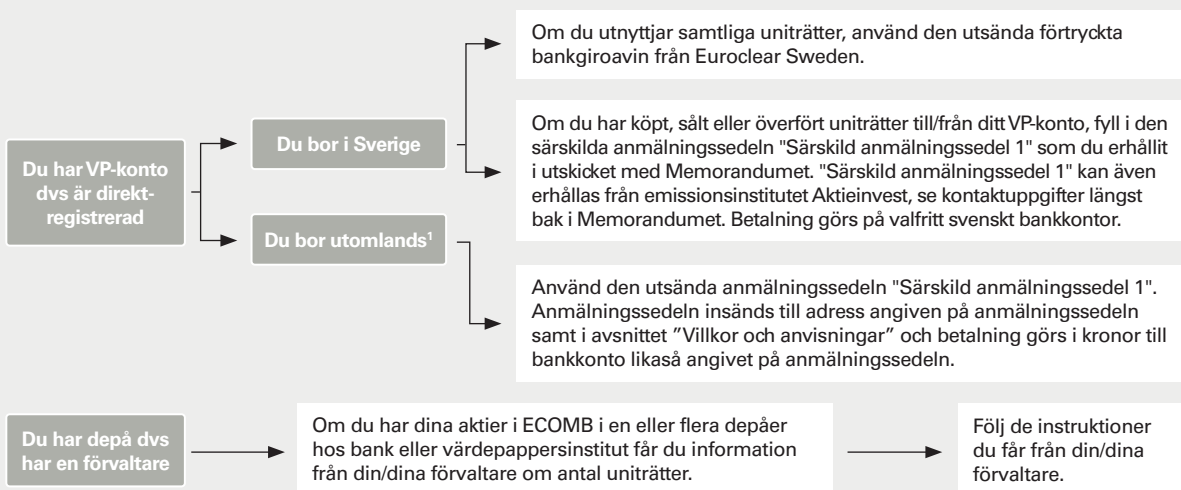 Du har VP-konto
dvs är direkt-
registrerad
Du bor i Sverige
Om du utnyttjar samtliga uniträtter, använd den utsända förtryckta
bankgiroavin från Euroclear Sweden.
Om du har köpt, sålt eller överfört uniträtter till/från ditt VP-konto, fyll i den
särskilda anmälningssedeln "Särskild anmälningssedel 1" som du erhållit
i utskicket med Memorandumet. "Särskild anmälningssedel 1" kan även
erhållas från emissionsinstitutet Aktieinvest, se kontaktuppgifter längst
bak i Memorandumet. Betalning görs på valfritt svenskt bankkontor.
Du bor utomlands¹
Använd den utsända anmälningssedeln "Särskild anmälningssedel 1".
Anmälningssedeln insänds till adress angiven på anmälningssedeln
samt i avsnittet ”Villkor och anvisningar” och betalning görs i kronor till
bankkonto likaså angivet på anmälningssedeln.
Du har depå dvs
har en förvaltare
Om du har dina aktier i ECOMB i en eller flera depåer
hos bank eller värdepappersinstitut får du information
från din/dina förvaltare om antal uniträtter.
Följ de instruktioner
du får från din/dina
förvaltare.